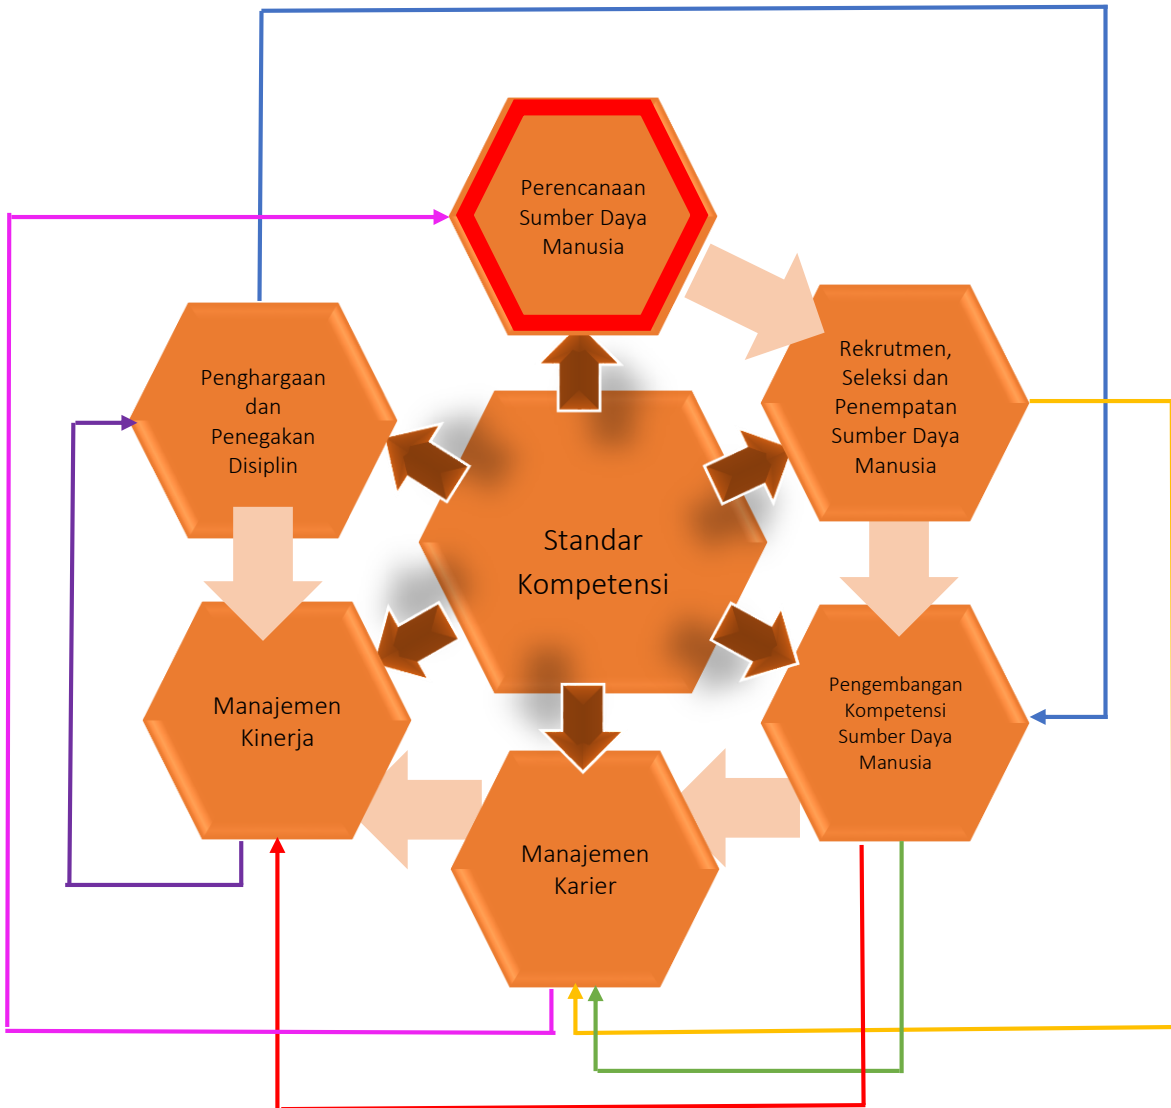 Perencanaan
Sumber Daya
Manusia
Rekrutmen,
Seleksi dan
Penempatan
Sumber Daya
Manusia
Penghargaan
dan
Penegakan
Disiplin
Standar
Kompetensi
Pengembangan
Kompetensi
Sumber Daya
Manusia
Manajemen
Kinerja
Manajemen
Karier